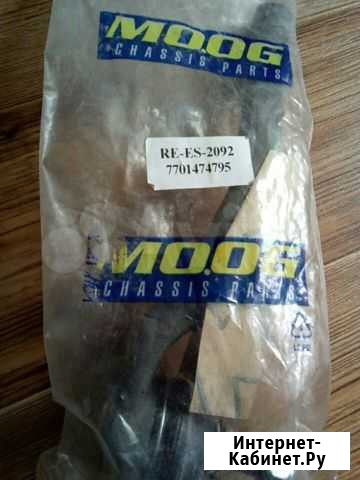 MOOG
CHASSIS PARTS
RE-ES-2092
7701474795
MOOG
CHASSIS PARTS
Интернет-
Кабинет.Ру